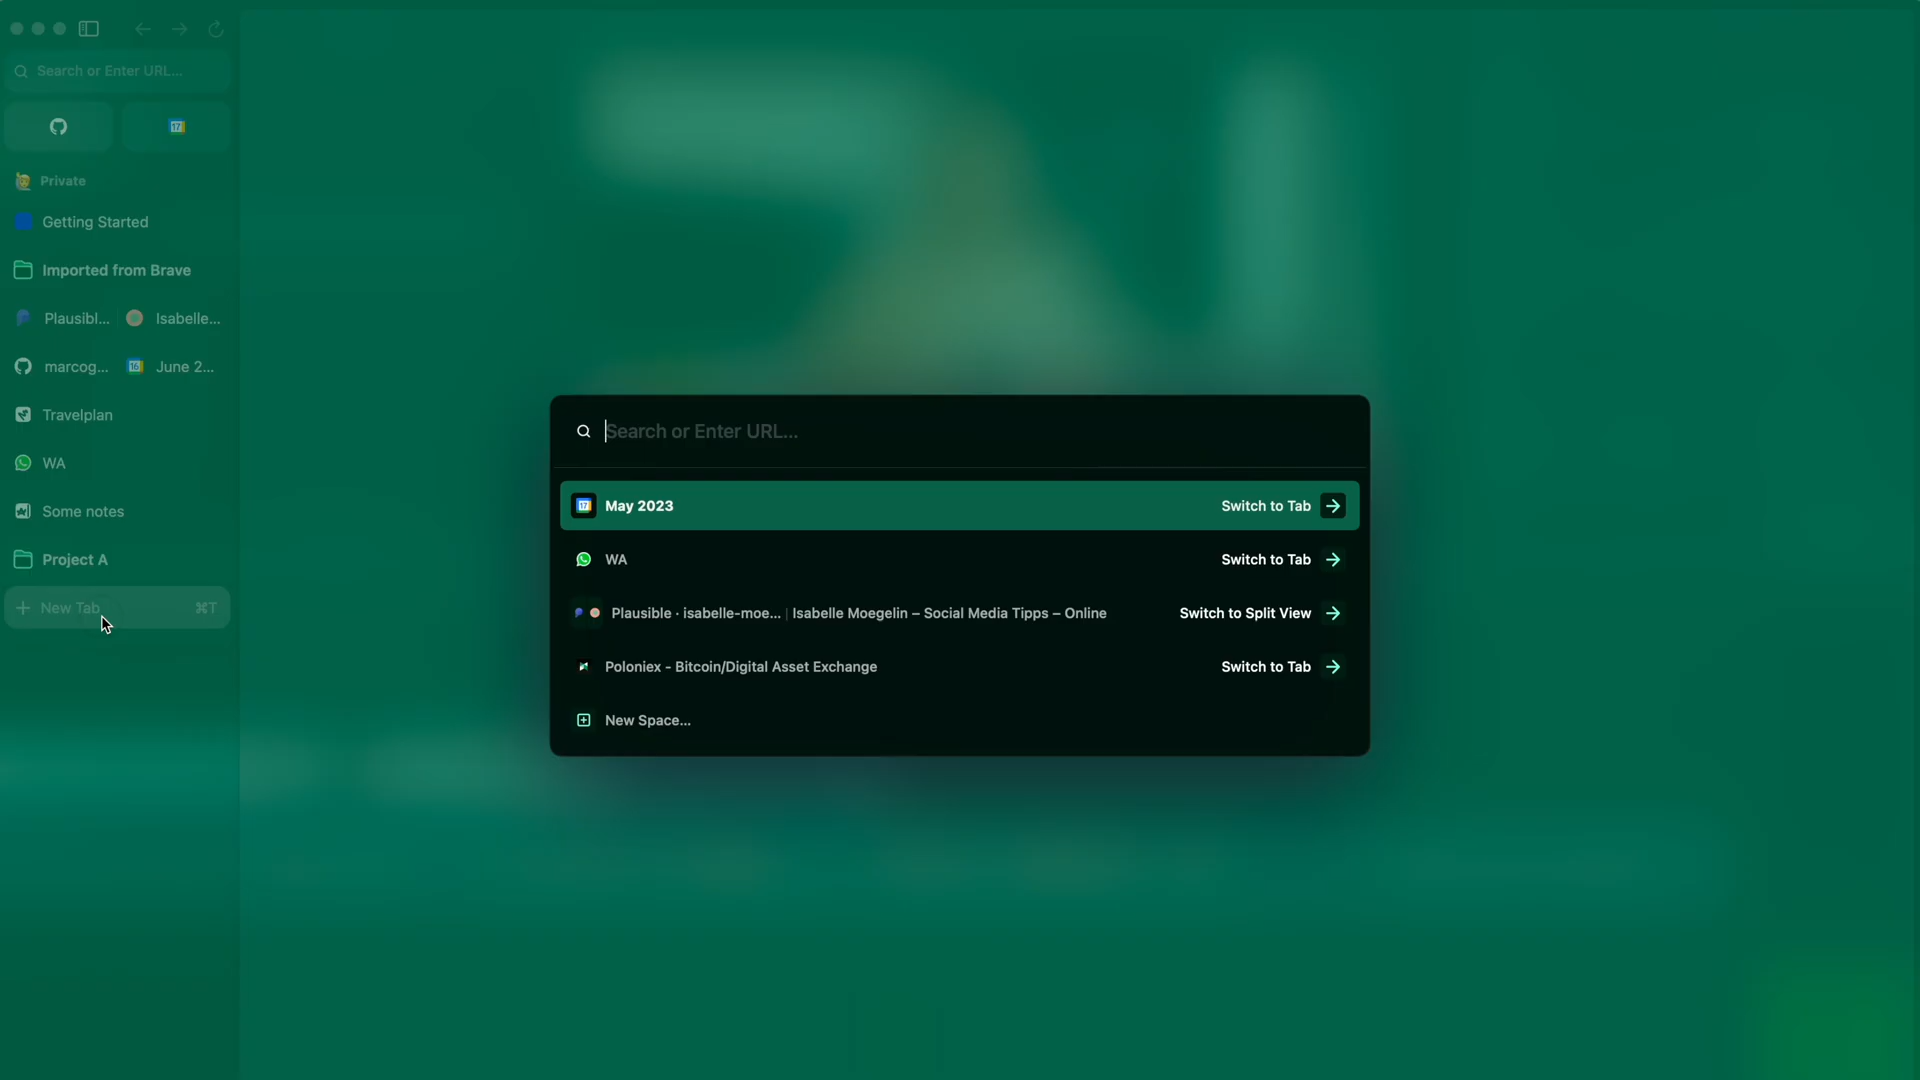 Search or Enter URL...
Private
Getting Started
Imported from Brave
Plausibl... Isabelle...
marcog... 16 June 2...
Travelplan
WA
Some notes
Project A
New Tab ⌘T
17
Search or Enter URL...
17 May 2023 Switch to Tab
WA Switch to Tab
Plausible · isabelle-moe... | Isabelle Moegelin – Social Media Tipps – Online Switch to Split View
Poloniex - Bitcoin/Digital Asset Exchange Switch to Tab
New Space...